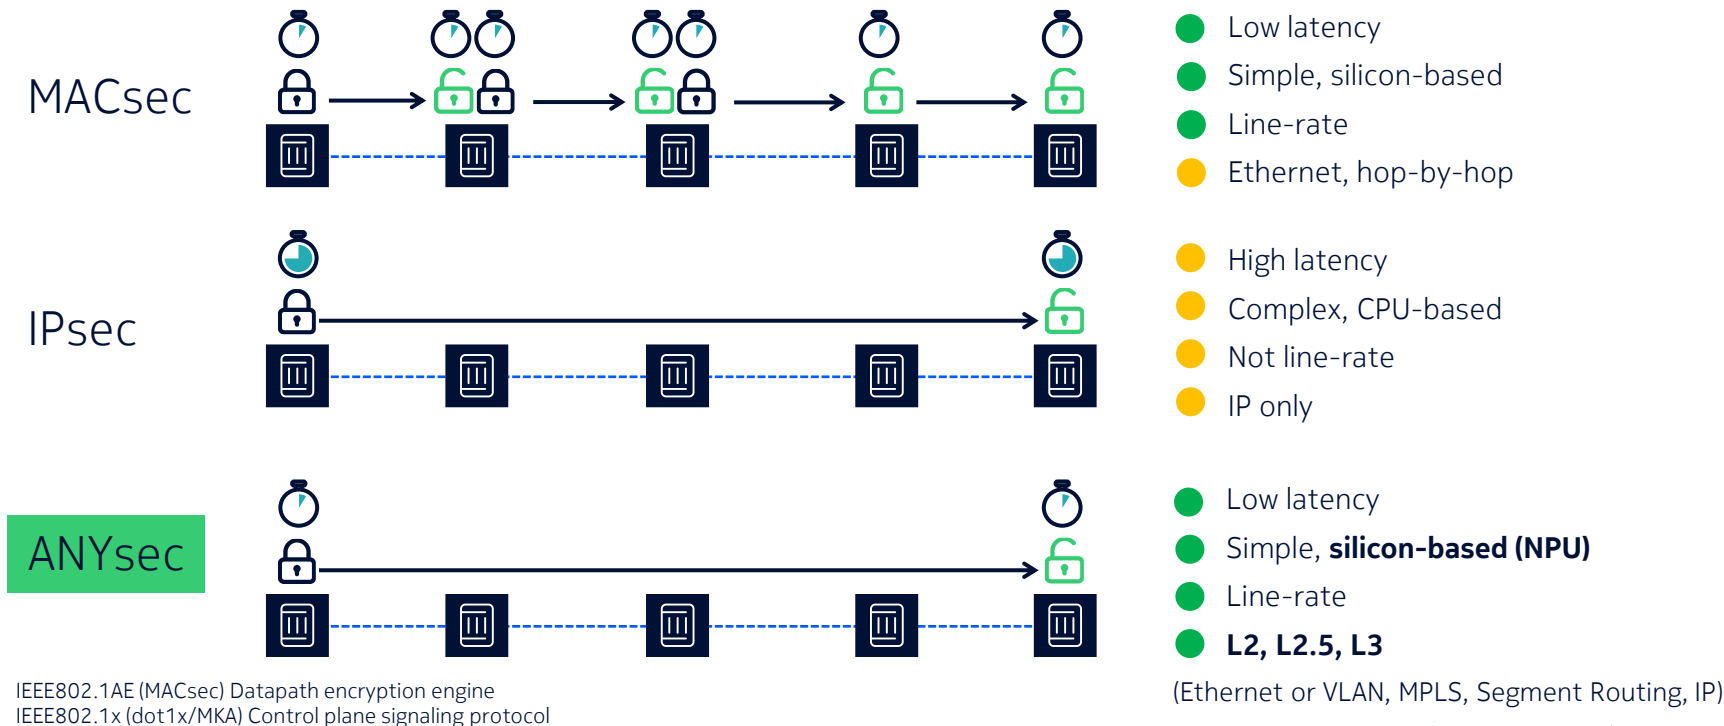 MACsec
Low latency
Simple, silicon-based
Line-rate
Ethernet, hop-by-hop
IPsec
High latency
Complex, CPU-based
Not line-rate
IP only
ANYsec
Low latency
Simple, silicon-based (NPU)
Line-rate
L2, L2.5, L3
(Ethernet or VLAN, MPLS, Segment Routing, IP)
IEEE802.1AE (MACsec) Datapath encryption engine
IEEE802.1x (dot1x/MKA) Control plane signaling protocol